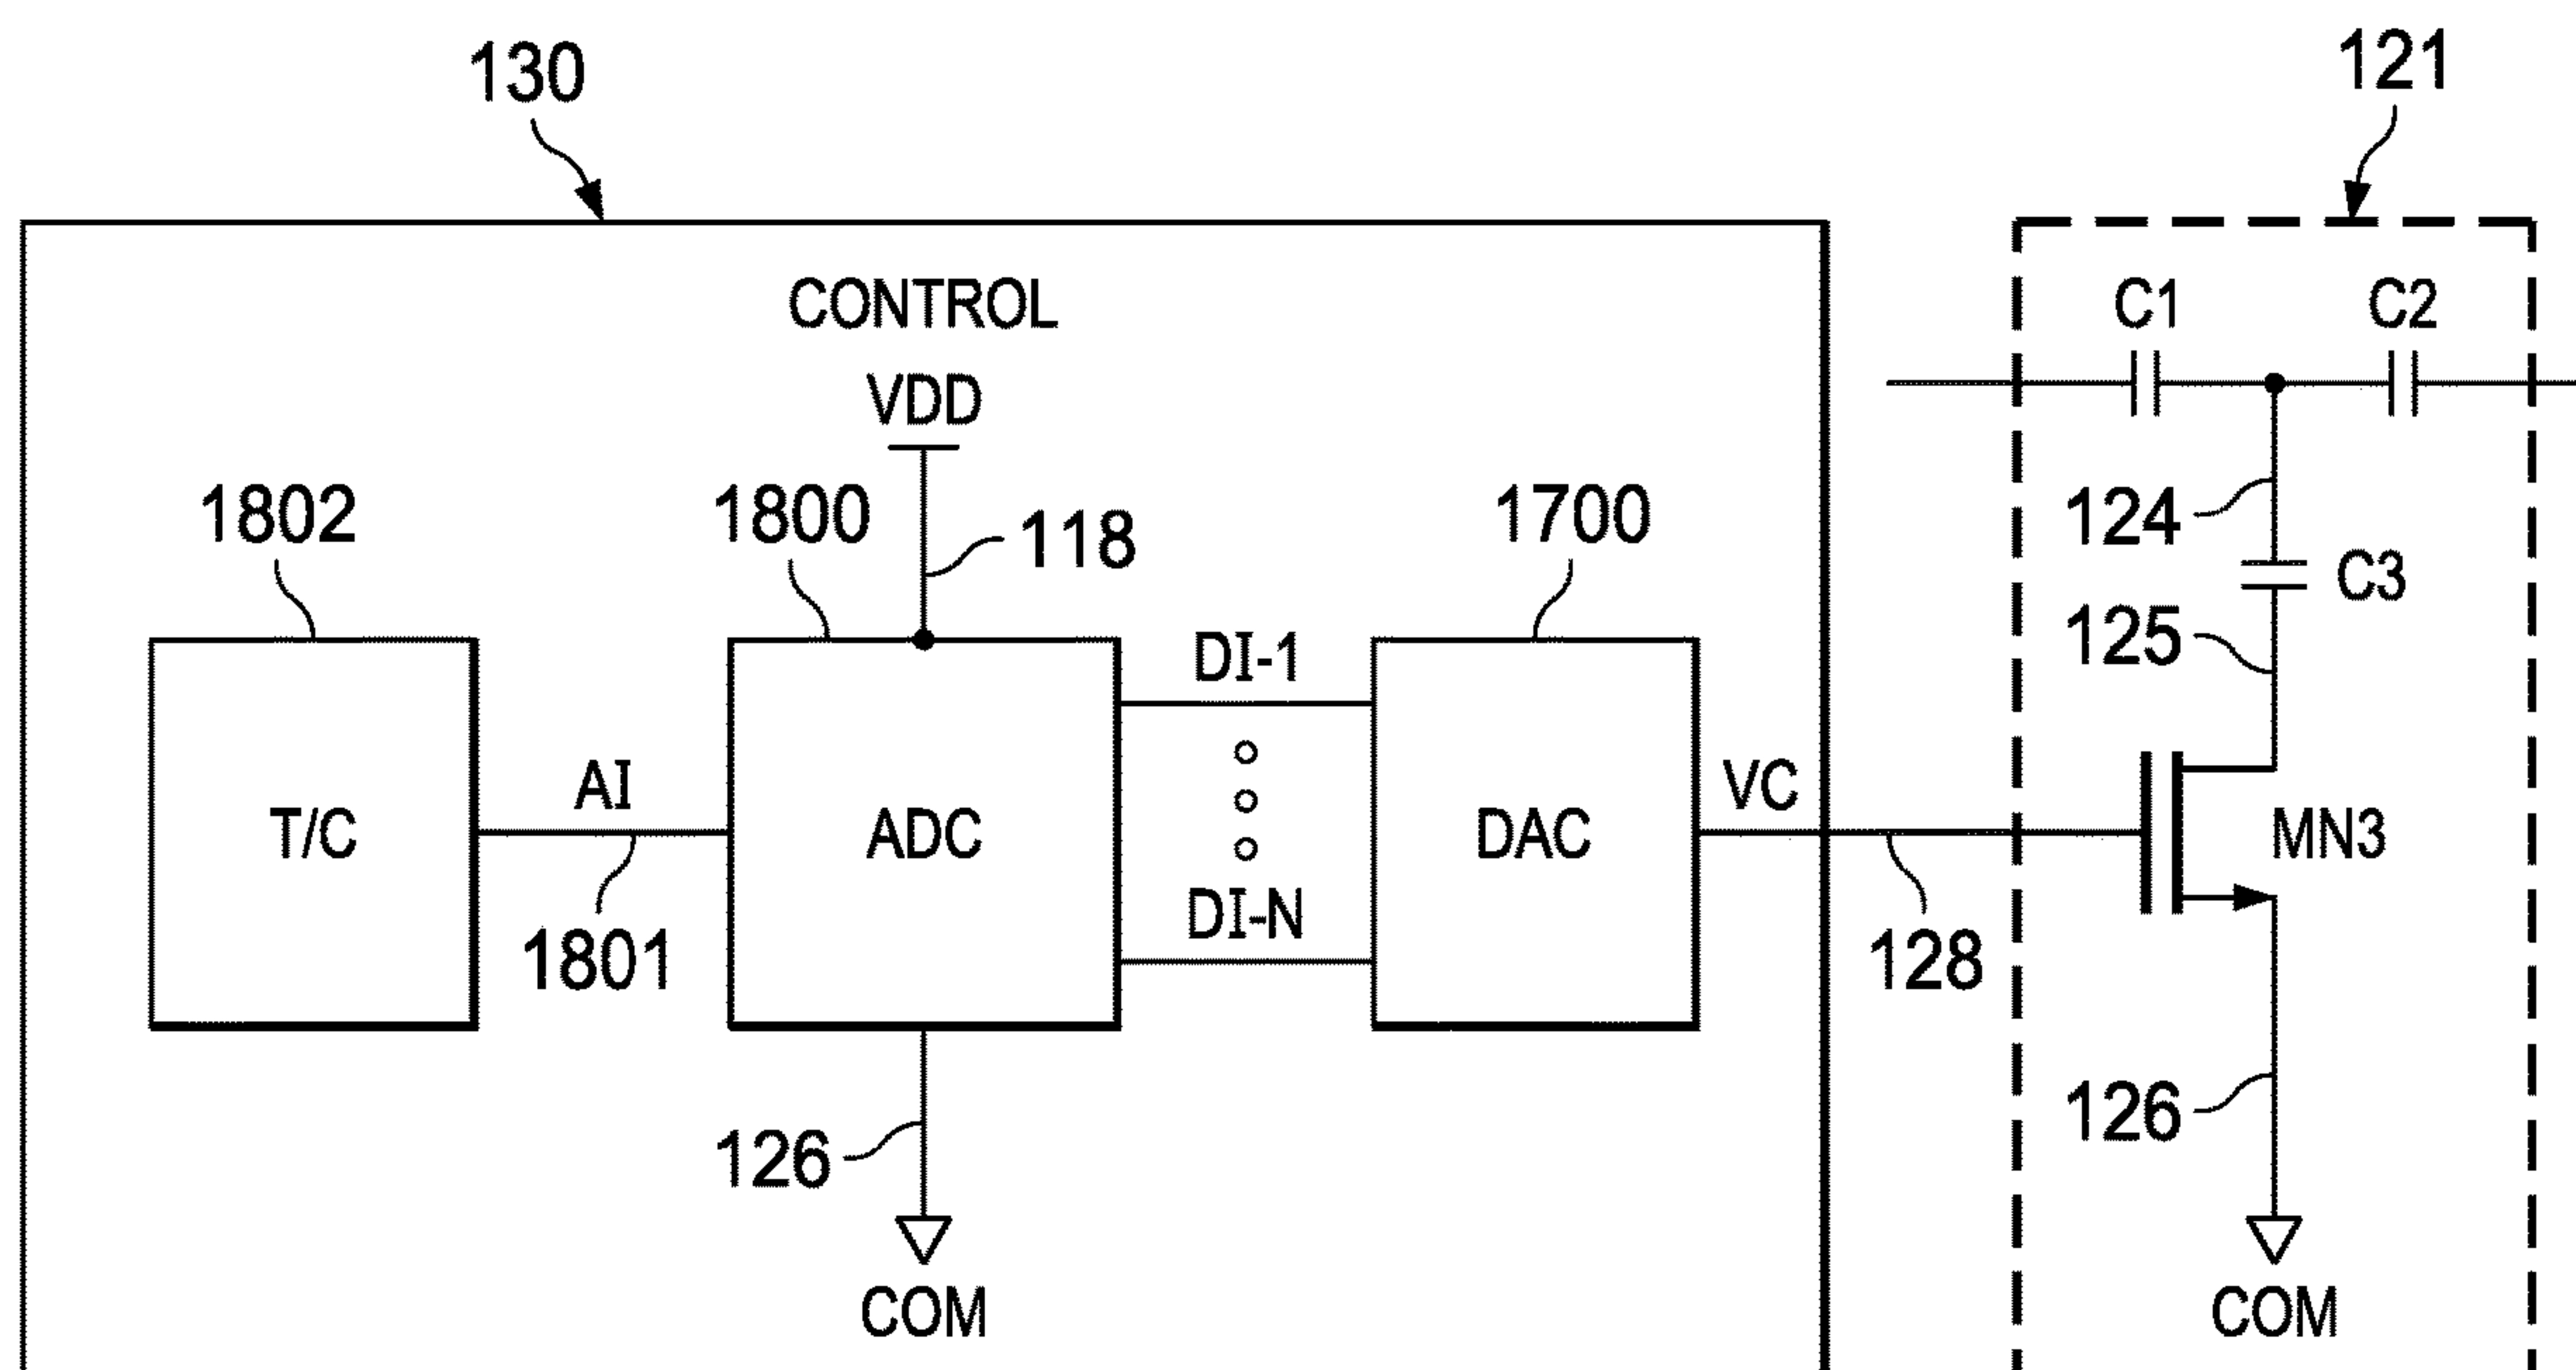 130
121
CONTROL
C1
C2
VDD
1802
1800
118
1700
124
C3
125
DI-1
AI
VC
T/C
ADC
DAC
MN3
DI-N
1801
128
126
126
COM
COM